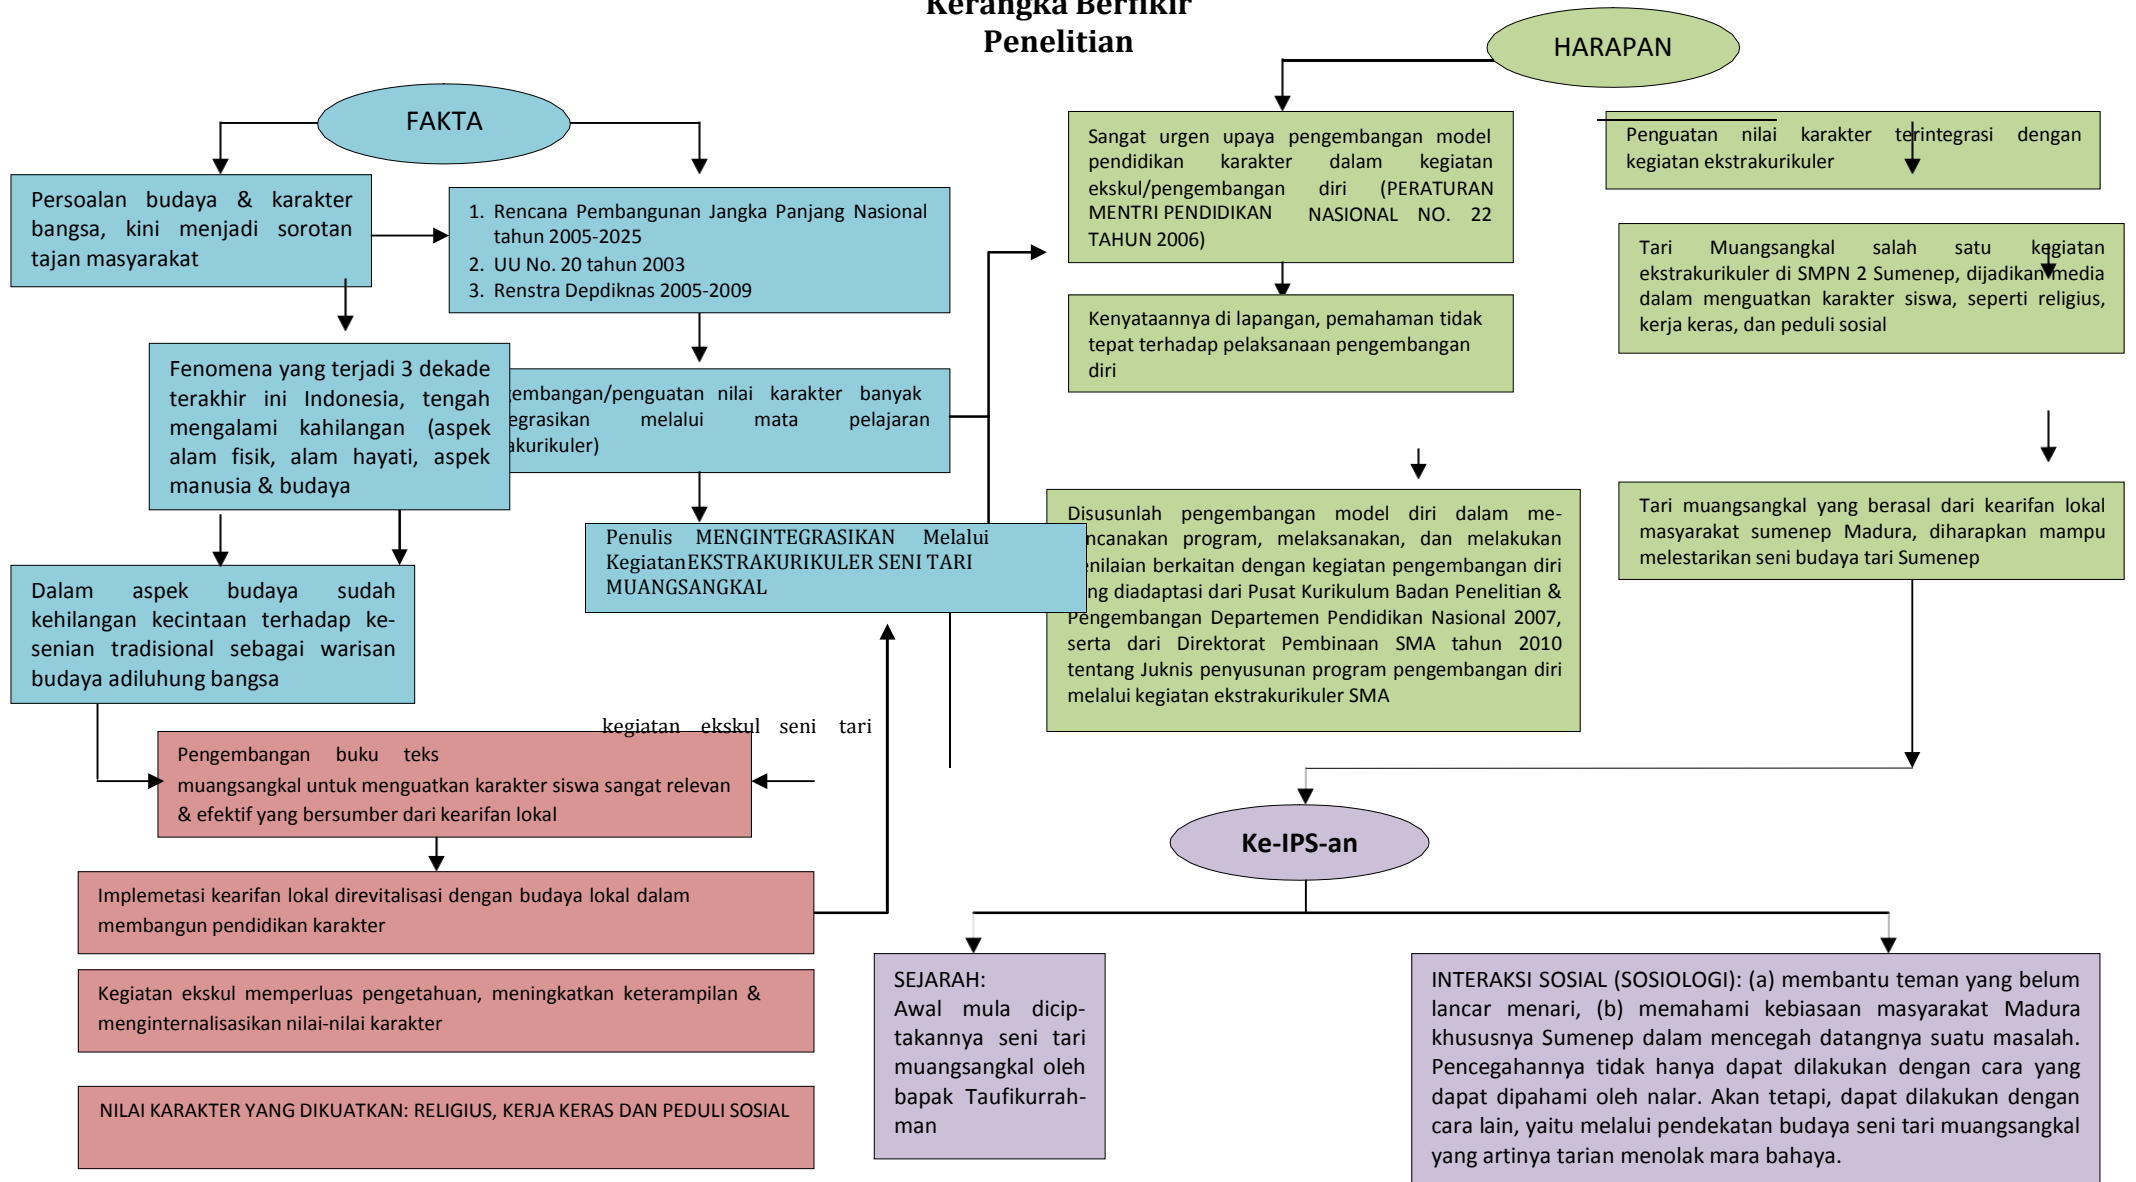 Kerangka Berfikir
Penelitian
HARAPAN
FAKTA
Persoalan budaya & karakter
bangsa, kini menjadi sorotan
tajan masyarakat
1. Rencana Pembangunan Jangka Panjang Nasional
tahun 2005-2025
2. UU No. 20 tahun 2003
3. Renstra Depdiknas 2005-2009
Fenomena yang terjadi 3 dekade
terakhir ini Indonesia, tengah
mengalami kahilangan (aspek
alam fisik, alam hayati, aspek
manusia & budaya
gembangan/penguatan nilai karakter banyak
egrasikan melalui mata pelajaran
akurikuler)
Penulis MENGINTEGRASIKAN Melalui
KegiatanEKSTRAKURIKULER SENI TARI
MUANGSANGKAL
Dalam aspek budaya sudah
kehilangan kecintaan terhadap ke-
senian tradisional sebagai warisan
budaya adiluhung bangsa
kegiatan ekskul seni tari
Pengembangan buku teks
muangsangkal untuk menguatkan karakter siswa sangat relevan
& efektif yang bersumber dari kearifan lokal
Implemetasi kearifan lokal direvitalisasi dengan budaya lokal dalam
membangun pendidikan karakter
Kegiatan ekskul memperluas pengetahuan, meningkatkan keterampilan &
menginternalisasikan nilai-nilai karakter
NILAI KARAKTER YANG DIKUATKAN: RELIGIUS, KERJA KERAS DAN PEDULI SOSIAL
Sangat urgen upaya pengembangan model
pendidikan karakter dalam kegiatan
ekskul/pengembangan diri (PERATURAN
MENTRI PENDIDIKAN NASIONAL NO. 22
TAHUN 2006)
Kenyataannya di lapangan, pemahaman tidak
tepat terhadap pelaksanaan pengembangan
diri
Disusunlah pengembangan model diri dalam me-
ncanakan program, melaksanakan, dan melakukan
enilaian berkaitan dengan kegiatan pengembangan diri
ng diadaptasi dari Pusat Kurikulum Badan Penelitian &
Pengembangan Departemen Pendidikan Nasional 2007,
serta dari Direktorat Pembinaan SMA tahun 2010
tentang Juknis penyusunan program pengembangan diri
melalui kegiatan ekstrakurikuler SMA
Penguatan nilai karakter terintegrasi dengan
kegiatan ekstrakurikuler
Tari Muangsangkal salah satu kegiatan
ekstrakurikuler di SMPN 2 Sumenep, dijadikan media
dalam menguatkan karakter siswa, seperti religius,
kerja keras, dan peduli sosial
Tari muangsangkal yang berasal dari kearifan lokal
masyarakat sumenep Madura, diharapkan mampu
melestarikan seni budaya tari Sumenep
Ke-IPS-an
SEJARAH:
Awal mula dicip-
takannya seni tari
muangsangkal oleh
bapak Taufikurrah-
man
INTERAKSI SOSIAL (SOSIOLOGI): (a) membantu teman yang belum
lancar menari, (b) memahami kebiasaan masyarakat Madura
khususnya Sumenep dalam mencegah datangnya suatu masalah.
Pencegahannya tidak hanya dapat dilakukan dengan cara yang
dapat dipahami oleh nalar. Akan tetapi, dapat dilakukan dengan
cara lain, yaitu melalui pendekatan budaya seni tari muangsangkal
yang artinya tarian menolak mara bahaya.